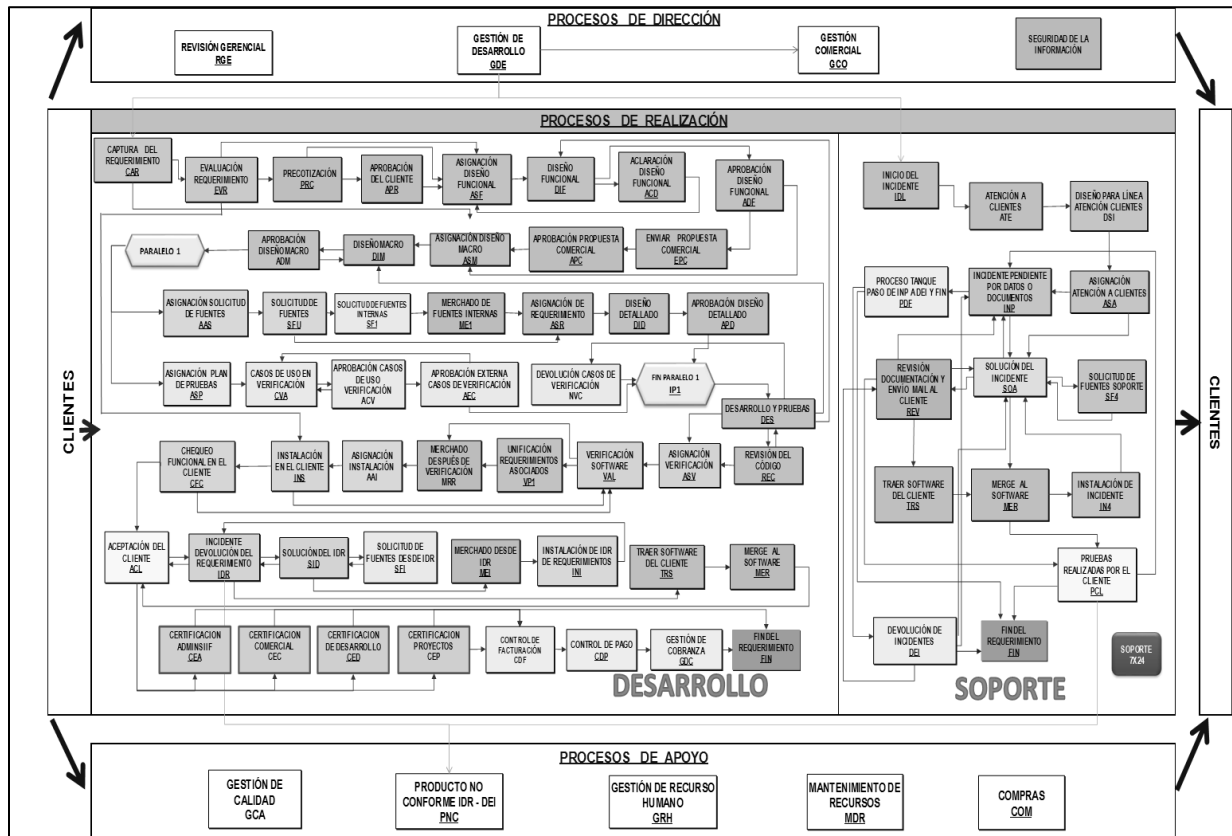 PROCESOS DE DIRECCIÓN
REVISIÓN GERENCIAL
RGE
GESTIÓN DE
DESARROLLO
GDE
GESTIÓN
COMERCIAL
GCO
SEGURIDAD DE LA
INFORMACIÓN
CLIENTES
CLIENTES
PROCESOS DE REALIZACIÓN
CAPTURA DEL
REQUERIMIENTO
CAR
EVALUACIÓN
REQUERIMIENTO
EVR
PRECOTIZACIÓN
PRC
APROBACIÓN
DEL CLIENTE
APR
ASIGNACIÓN
DISEÑO
FUNCIONAL
ASF
DISEÑO
FUNCIONAL
DIF
ACLARACIÓN
DISEÑO
FUNCIONAL
ACD
APROBACIÓN
DISEÑO
FUNCIONAL
ADF
PARALELO 1
APROBACIÓN
DISEÑO MACRO
ADM
DISEÑO MACRO
DIM
ASIGNACIÓN DISEÑO
MACRO
ASM
APROBACIÓN PROPUESTA
COMERCIAL
APC
ENVIAR PROPUESTA
COMERCIAL
EPC
ASIGNACIÓN SOLICITUD
DE FUENTES
AAS
SOLICITUD DE
FUENTES
SFU
SOLICITUD DE FUENTES
INTERNAS
SF1
MERCHADO DE
FUENTES INTERNAS
ME1
ASIGNACIÓN DE
REQUERIMIENTO
ASR
DISEÑO
DETALLADO
DID
APROBACIÓN DISEÑO
DETALLADO
APD
ASIGNACIÓN PLAN
DE PRUEBAS
ASP
CASOS DE USO EN
VERIFICACIÓN
CVA
APROBACIÓN CASOS
DE USO
VERIFICACIÓN
ACV
APROBACIÓN EXTERNA
CASOS DE VERIFICACIÓN
AEC
DEVOLUCIÓN CASOS DE
VERIFICACIÓN
NVC
FIN PARALELO 1
IP1
DESARROLLO Y PRUEBAS
DES
CHEQUEO
FUNCIONAL EN EL
CLIENTE
CFC
INSTALACIÓN
EN EL CLIENTE
INS
ASIGNACIÓN
INSTALACIÓN
AAI
MERCHADO
DESPUÉS DE
VERIFICACIÓN
MRR
UNIFICACIÓN
REQUERIMIENTOS
ASOCIADOS
VP1
VERIFICACIÓN
SOFTWARE
VAL
ASIGNACIÓN
VERIFICACIÓN
ASV
REVISIÓN DEL
CÓDIGO
REC
ACEPTACIÓN DEL
CLIENTE
ACL
INCIDENTE
DEVOLUCIÓN DEL
REQUERIMIENTO
IDR
SOLUCIÓN DEL IDR
SID
SOLICITUD DE
FUENTES DESDE IDR
SFI
MERCHADO DESDE
IDR
MEI
INSTALACIÓN DE IDR
DE REQUERIMIENTOS
INI
TRAER SOFTWARE
DEL CLIENTE
TRS
MERGE AL
SOFTWARE
MER
CERTIFICACION
ADMINSIIF
CEA
CERTIFICACION
COMERCIAL
CEC
CERTIFICACION
DE DESARROLLO
CED
CERTIFICACION
PROYECTOS
CEP
CONTROL DE
FACTURACIÓN
CDF
CONTROL DE PAGO
CDP
GESTIÓN DE
COBRANZA
GDC
FIN DEL
REQUERIMIENTO
FIN
DESARROLLO
INICIO DEL
INCIDENTE
IDL
ATENCIÓN A
CLIENTES
ATE
DISEÑO PARA LÍNEA
ATENCIÓN CLIENTES
DSI
PROCESO TANQUE
PASO DE INP A DEI Y FIN
PDF
INCIDENTE PENDIENTE
POR DATOS O
DOCUMENTOS
INP
ASIGNACIÓN
ATENCIÓN A CLIENTES
ASA
REVISIÓN
DOCUMENTACIÓN Y
ENVÍO MAIL AL
CLIENTE
REV
SOLUCIÓN DEL
INCIDENTE
SOA
SOLICITUD DE
FUENTES SOPORTE
SF4
TRAER SOFTWARE
DEL CLIENTE
TRS
MERGE AL
SOFTWARE
MER
INSTALACIÓN DE
INCIDENTE
IN4
PRUEBAS
REALIZADAS POR EL
CLIENTE
PCL
DEVOLUCIÓN DE
INCIDENTES
DEI
FIN DEL
REQUERIMIENTO
FIN
SOPORTE
7X24
SOPORTE
PROCESOS DE APOYO
GESTIÓN DE
CALIDAD
GCA
PRODUCTO NO
CONFORME IDR - DEI
PNC
GESTIÓN DE RECURSO
HUMANO
GRH
MANTENIMIENTO DE
RECURSOS
MDR
COMPRAS
COM